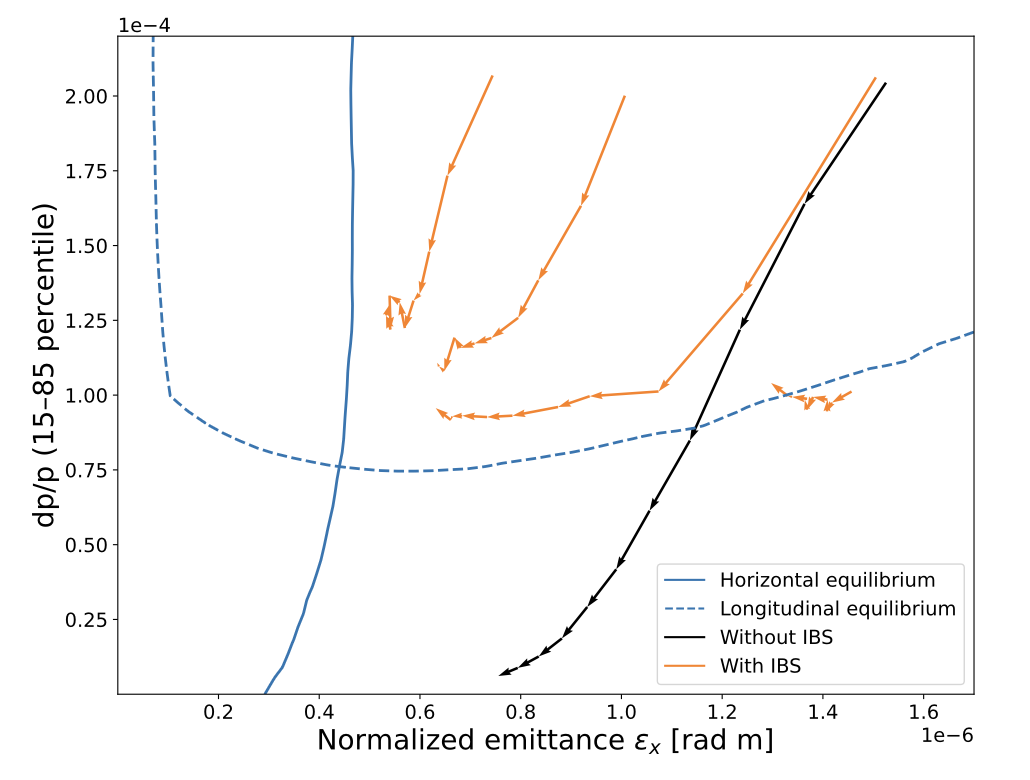 1e−4
2.00
1.75
1.50
1.25
1.00
0.75
0.50
0.25
dp/p (15–85 percentile)
Horizontal equilibrium
Longitudinal equilibrium
Without IBS
With IBS
0.2 0.4 0.6 0.8 1.0 1.2 1.4 1.6
1e−6
Normalized emittance εx [rad m]